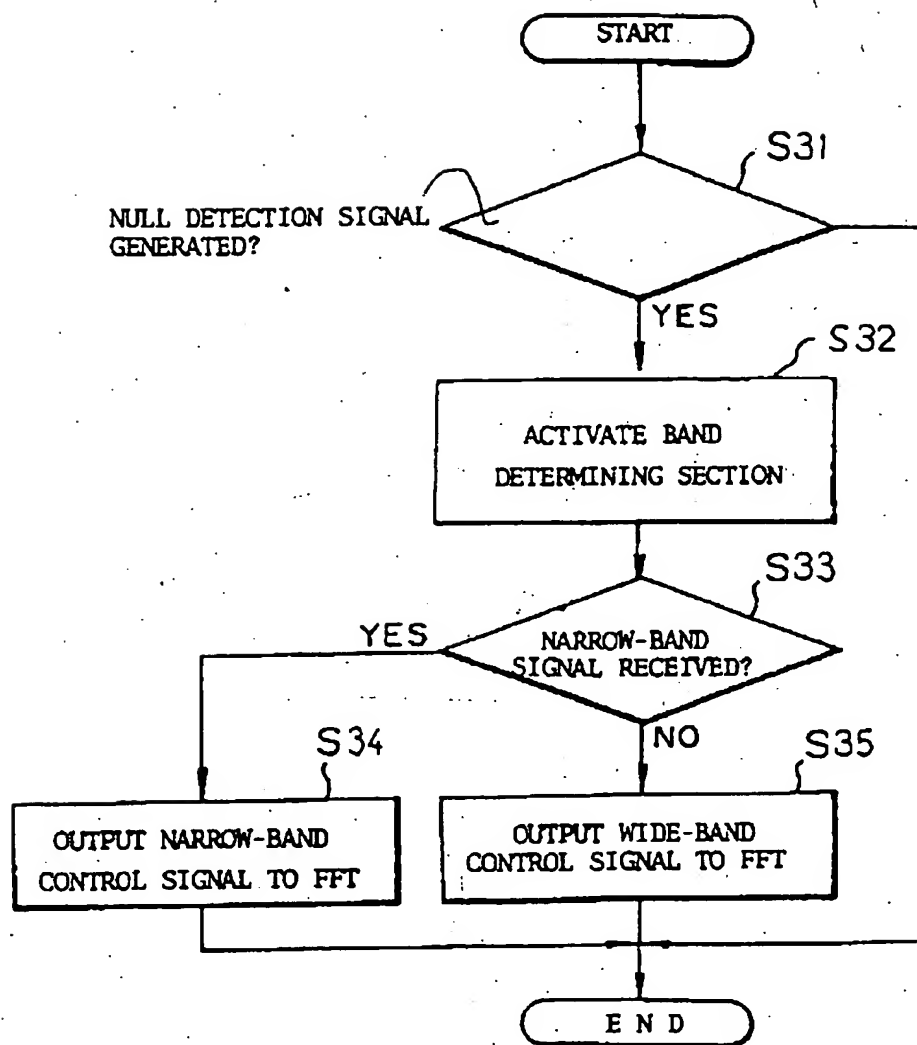 START
S31
NULL DETECTION SIGNAL
GENERATED?
YES
S32
ACTIVATE BAND
DETERMINING SECTION
S33
YES
NARROW-BAND
SIGNAL RECEIVED?
NO
S34
S35
OUTPUT NARROW-BAND
CONTROL SIGNAL TO FFT
OUTPUT WIDE-BAND
CONTROL SIGNAL TO FFT
END